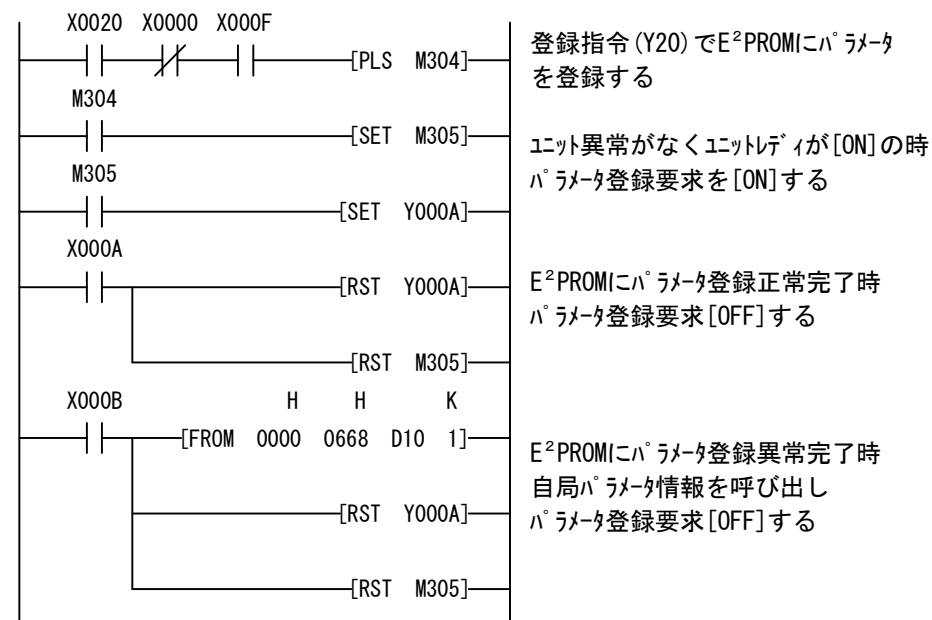 X0020 X0000 X000F
[PLS M304]
登録指令(Y20)でE²PROMにﾊﾟﾗﾒｰﾀ
を登録する
M304
[SET M305]
ﾕﾆｯﾄ異常がなくﾕﾆｯﾄﾚﾃﾞｨが[ON]の時
ﾊﾟﾗﾒｰﾀ登録要求を[ON]する
M305
[SET Y000A]
X000A
[RST Y000A]
E²PROMにﾊﾟﾗﾒｰﾀ登録正常完了時
ﾊﾟﾗﾒｰﾀ登録要求[OFF]する
[RST M305]
X000B H H K
[FROM 0000 0668 D10 1]
E²PROMにﾊﾟﾗﾒｰﾀ登録異常完了時
自局ﾊﾟﾗﾒｰﾀ情報を呼び出し
ﾊﾟﾗﾒｰﾀ登録要求[OFF]する
[RST Y000A]
[RST M305]